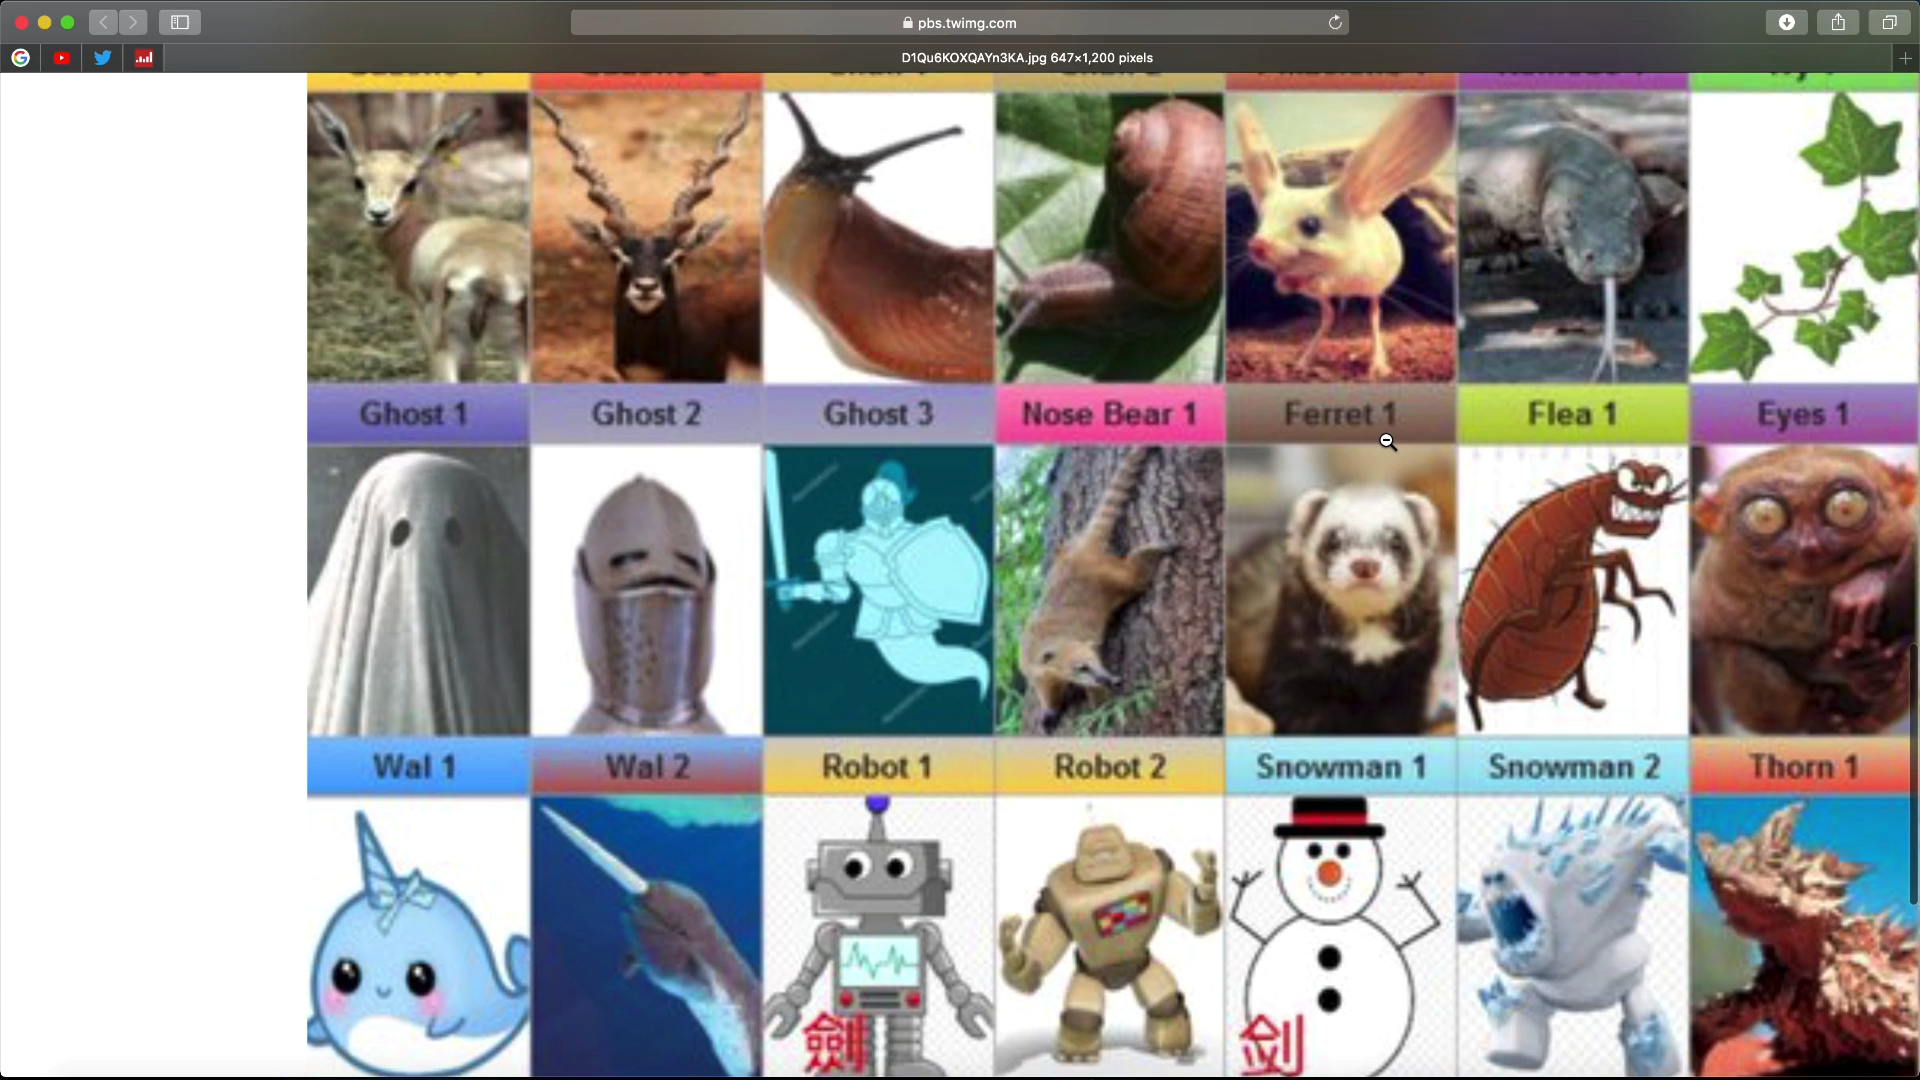 pbs.twimg.com
D1Qu6KOXQAYn3KA.jpg 647×1,200 pixels
Ghost 1
Ghost 2
Ghost 3
Nose Bear 1
Ferret 1
Flea 1
Eyes 1
Wal 1
Wal 2
Robot 1
Robot 2
Snowman 1
Snowman 2
Thorn 1
劍
剑